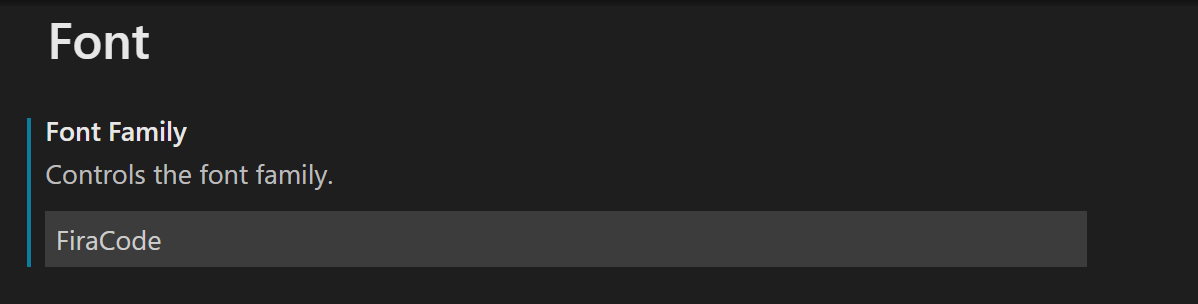 Font
Font Family
Controls the font family.
FiraCode